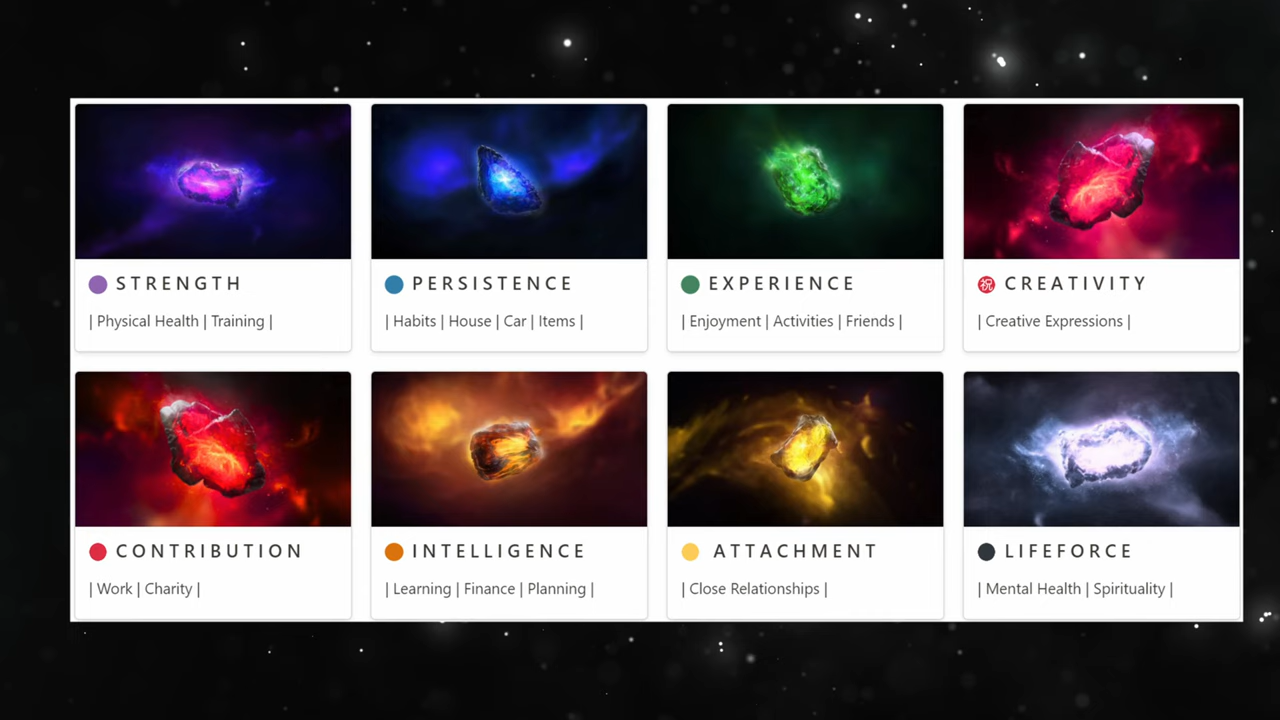 STRENGTH
| Physical Health | Training |
PERSISTENCE
| Habits | House | Car | Items |
EXPERIENCE
| Enjoyment | Activities | Friends |
祝 CREATIVITY
| Creative Expressions |
CONTRIBUTION
| Work | Charity |
INTELLIGENCE
| Learning | Finance | Planning |
ATTACHMENT
| Close Relationships |
LIFEFORCE
| Mental Health | Spirituality |